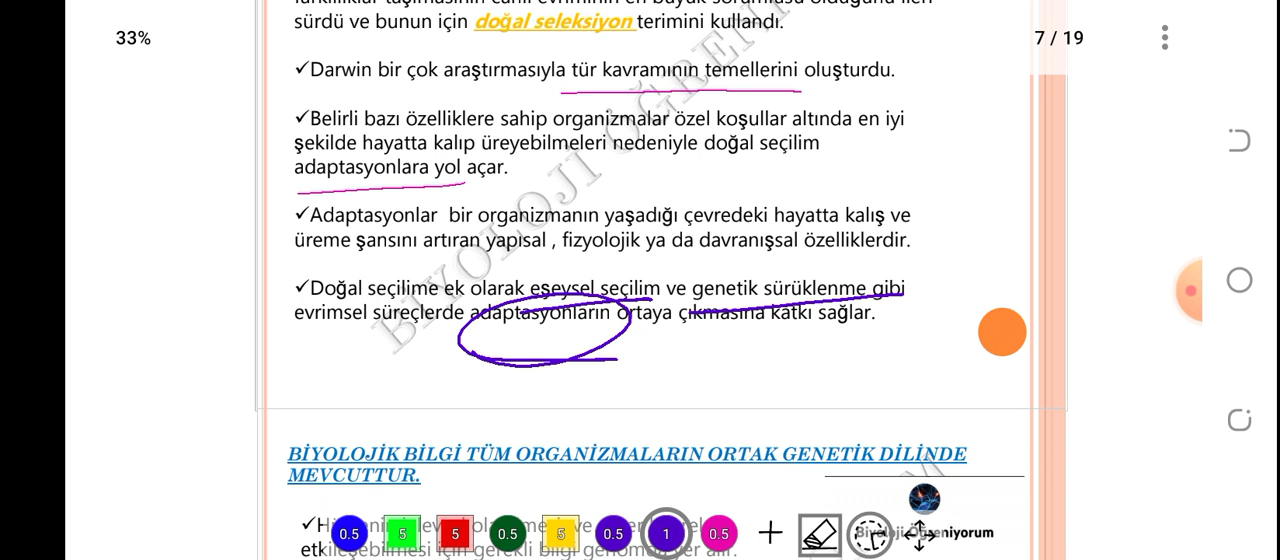 33%
7 / 19
sürdü ve bunun için doğal seleksiyon terimini kullandı.
✓Darwin bir çok araştırmasıyla tür kavramının temellerini oluşturdu.
✓Belirli bazı özelliklere sahip organizmalar özel koşullar altında en iyi
şekilde hayatta kalıp üreyebilmeleri nedeniyle doğal seçilim
adaptasyonlara yol açar.
✓Adaptasyonlar bir organizmanın yaşadığı çevredeki hayatta kalış ve
üreme şansını artıran yapısal , fizyolojik ya da davranışsal özelliklerdir.
✓Doğal seçilime ek olarak eşeysel seçilim ve genetik sürüklenme gibi
evrimsel süreçlerde adaptasyonların ortaya çıkmasına katkı sağlar.
BİYOLOJİK BİLGİ TÜM ORGANİZMALARIN ORTAK GENETİK DİLİNDE
MEVCUTTUR.
0.5 5 5 0.5 5 0.5 1 0.5
Biyoloji Öğreniyorum
için gerekli bilgi